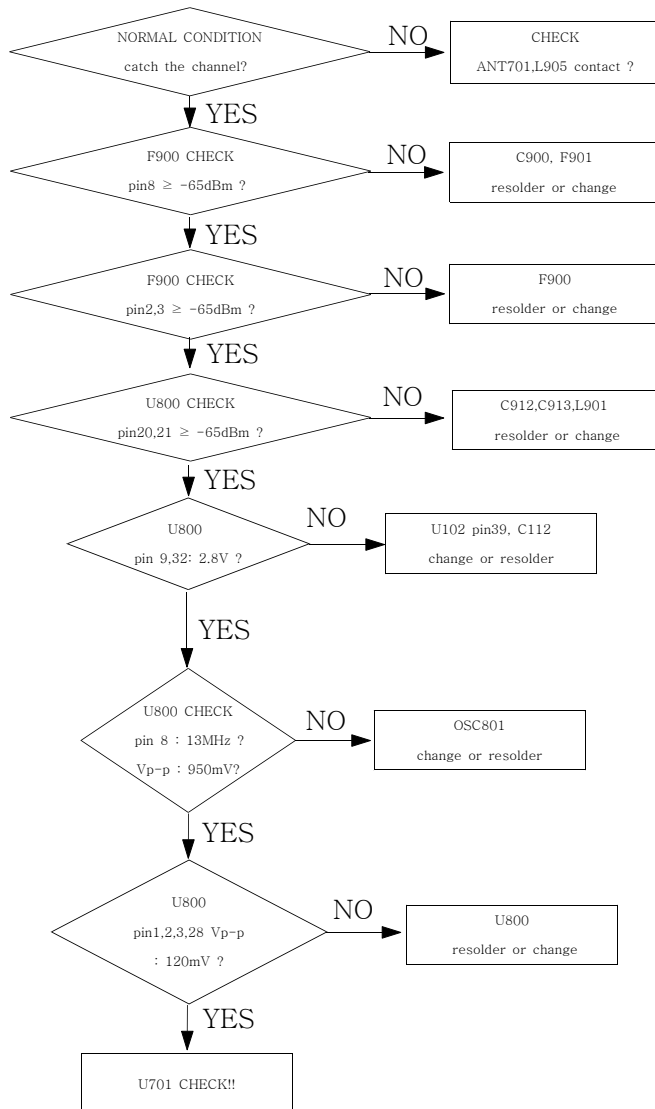 NORMAL CONDITION
catch the channel?
NO
CHECK
ANT701,L905 contact ?
YES
F900 CHECK
pin8 ≥ -65dBm ?
NO
C900, F901
resolder or change
YES
F900 CHECK
pin2,3 ≥ -65dBm ?
NO
F900
resolder or change
YES
U800 CHECK
pin20,21 ≥ -65dBm ?
NO
C912,C913,L901
resolder or change
YES
U800
pin 9,32: 2.8V ?
NO
U102 pin39, C112
change or resolder
YES
U800 CHECK
pin 8 : 13MHz ?
Vp-p : 950mV?
NO
OSC801
change or resolder
YES
U800
pin1,2,3,28 Vp-p
: 120mV ?
NO
U800
resolder or change
YES
U701 CHECK!!